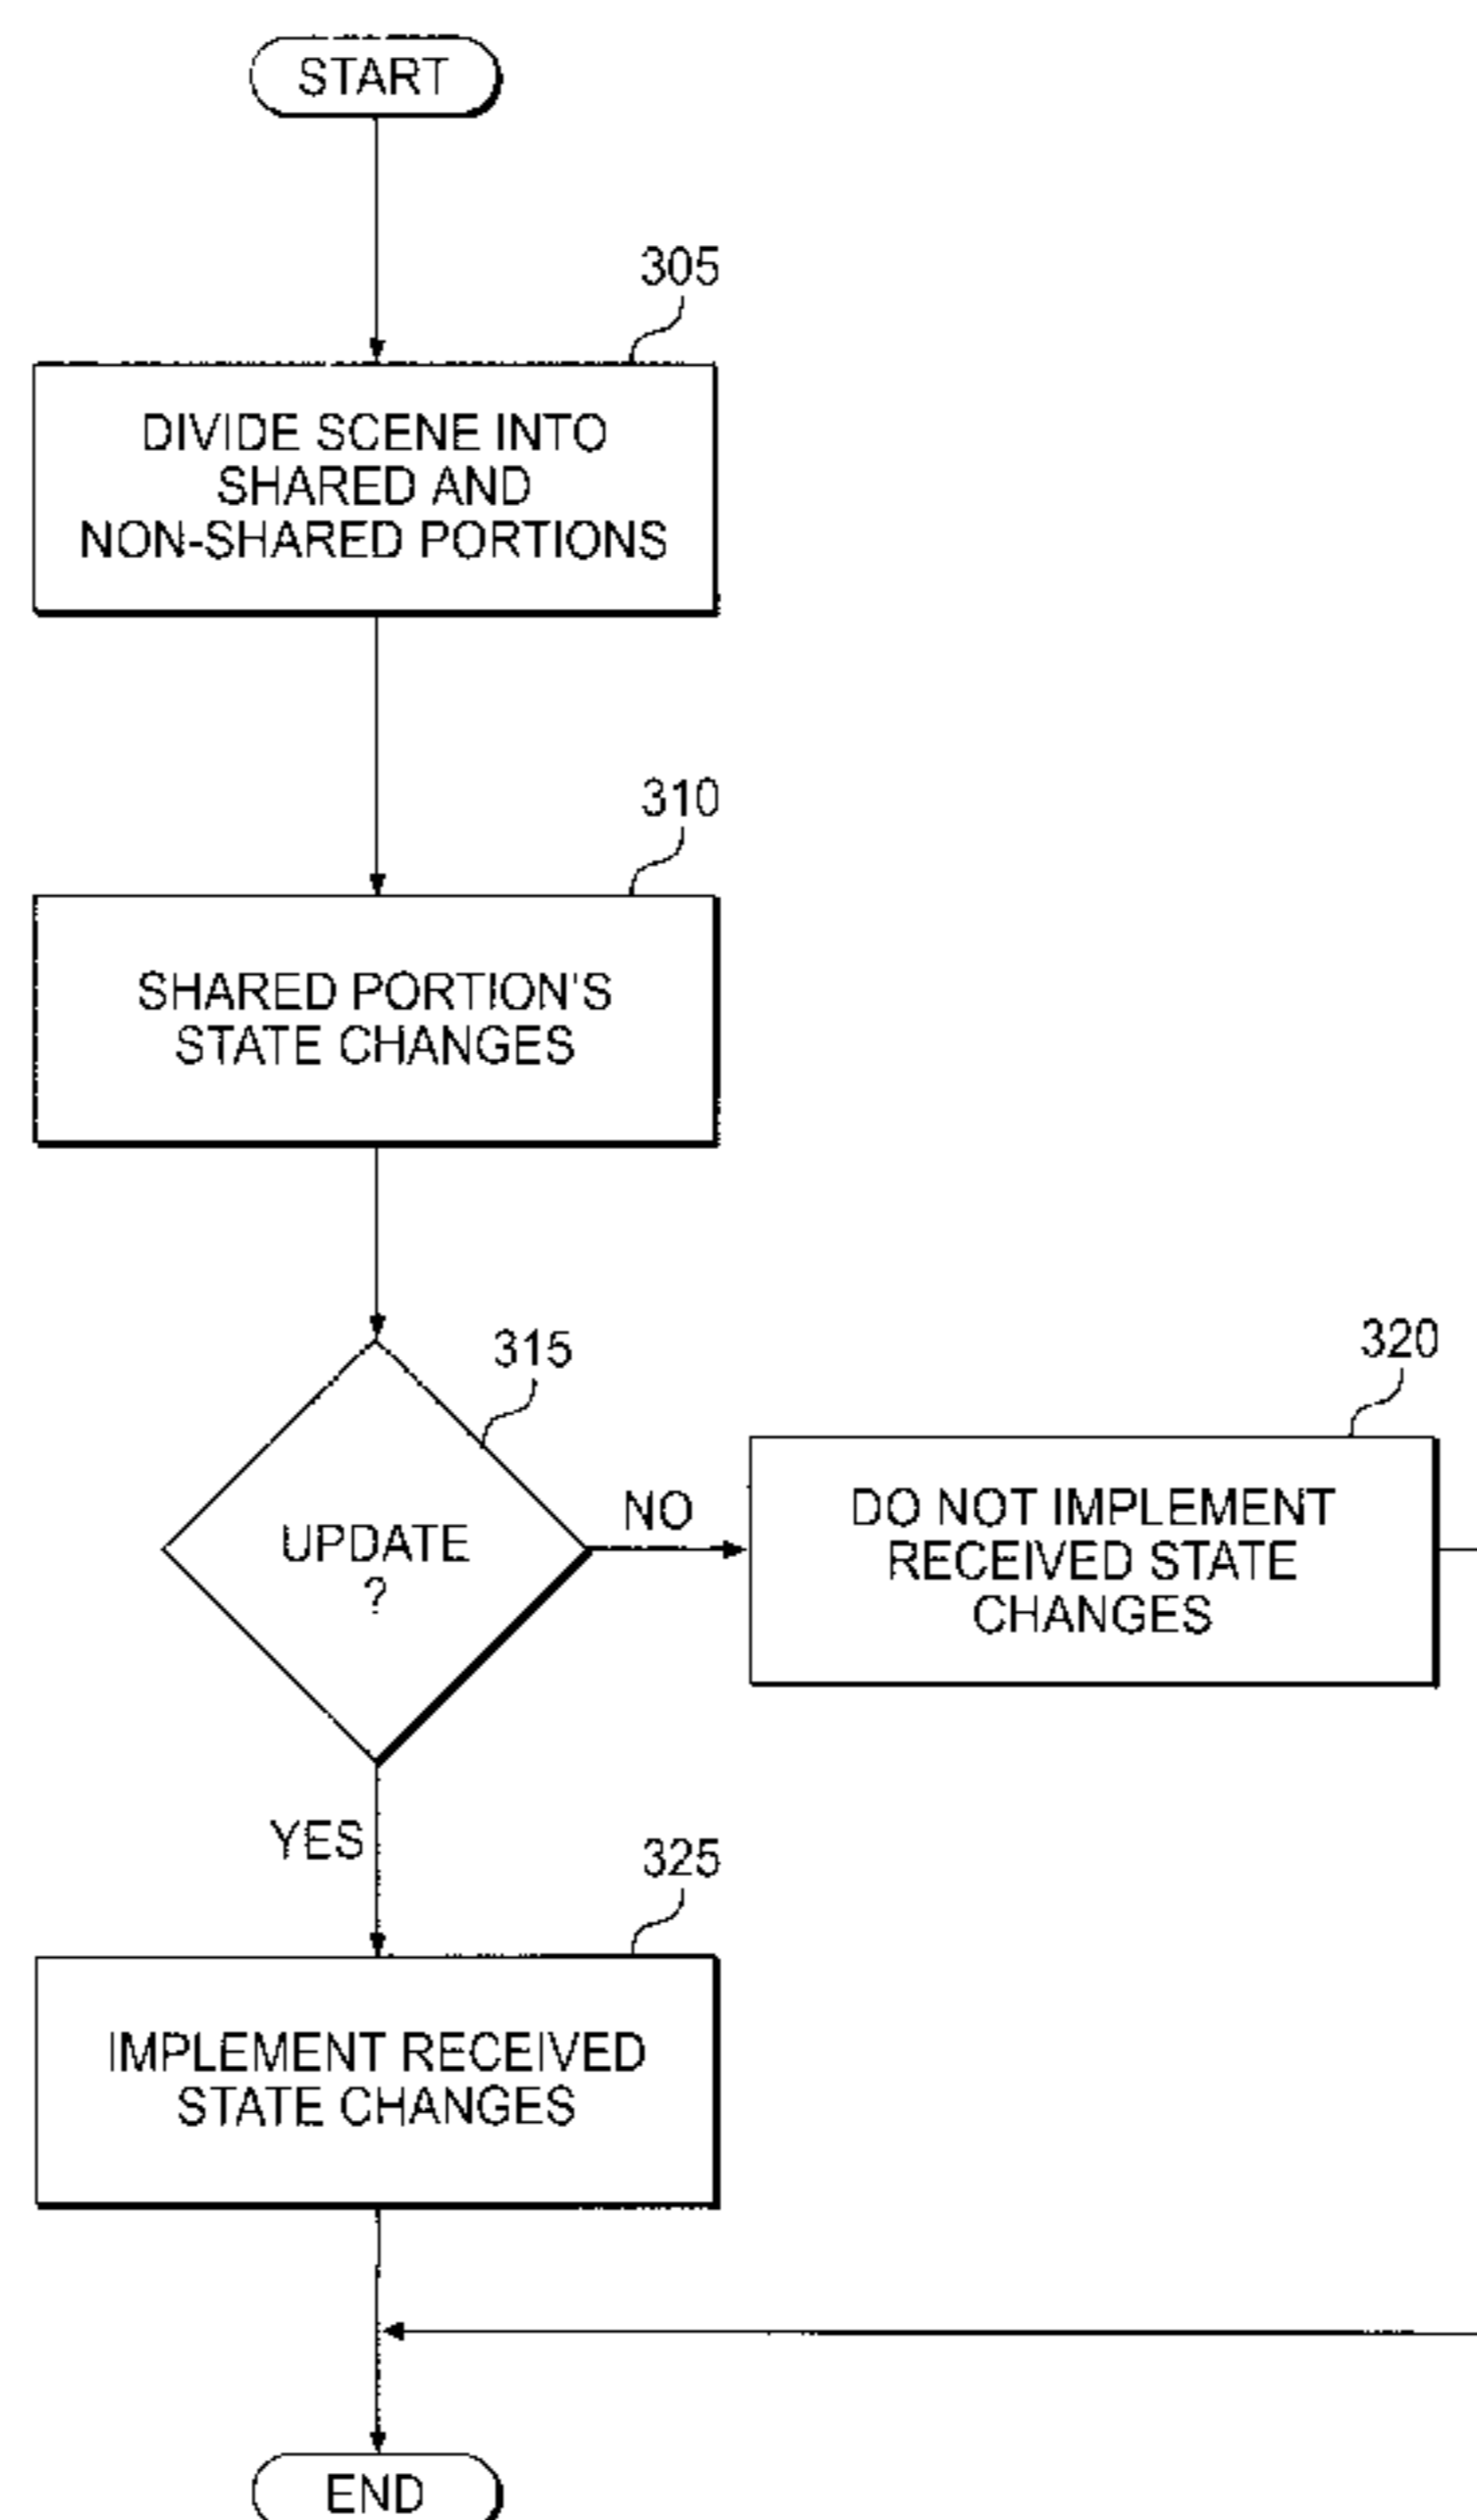 START
305
DIVIDE SCENE INTO
SHARED AND
NON-SHARED PORTIONS
310
SHARED PORTION'S
STATE CHANGES
315
UPDATE
?
NO
320
DO NOT IMPLEMENT
RECEIVED STATE
CHANGES
YES
325
IMPLEMENT RECEIVED
STATE CHANGES
END